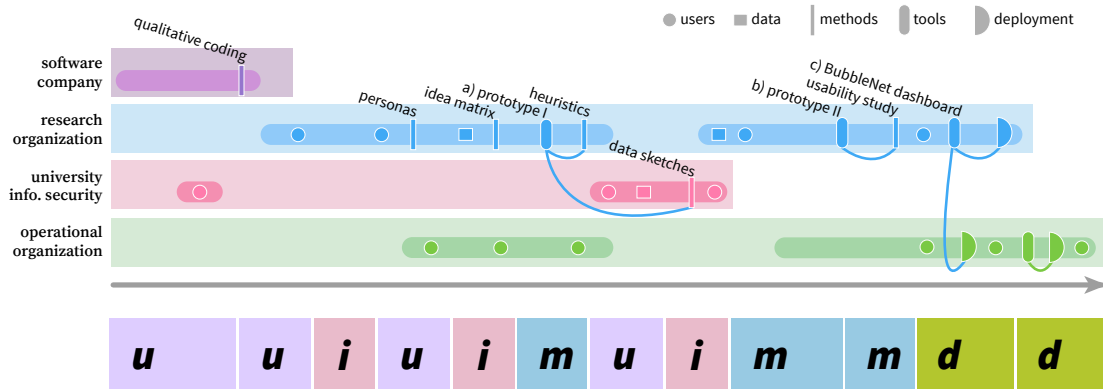 users data methods tools deployment
software
company
qualitative coding
research
organization
personas
idea matrix
a) prototype I
heuristics
b) prototype II
usability study
c) BubbleNet dashboard
university
info. security
data sketches
operational
organization
u u i u i m u i m m d d